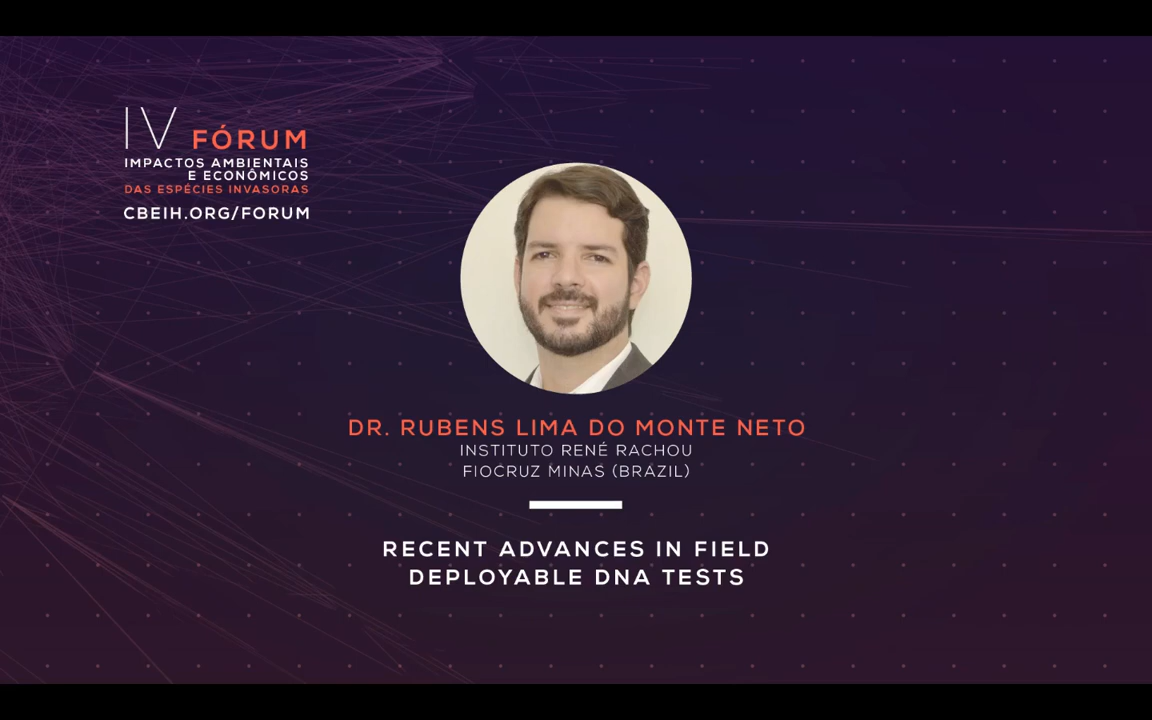 IV FÓRUM
IMPACTOS AMBIENTAIS
E ECONÔMICOS
DAS ESPÉCIES INVASORAS
CBEIH.ORG/FORUM
DR. RUBENS LIMA DO MONTE NETO
INSTITUTO RENÉ RACHOU
FIOCRUZ MINAS (BRAZIL)
RECENT ADVANCES IN FIELD
DEPLOYABLE DNA TESTS